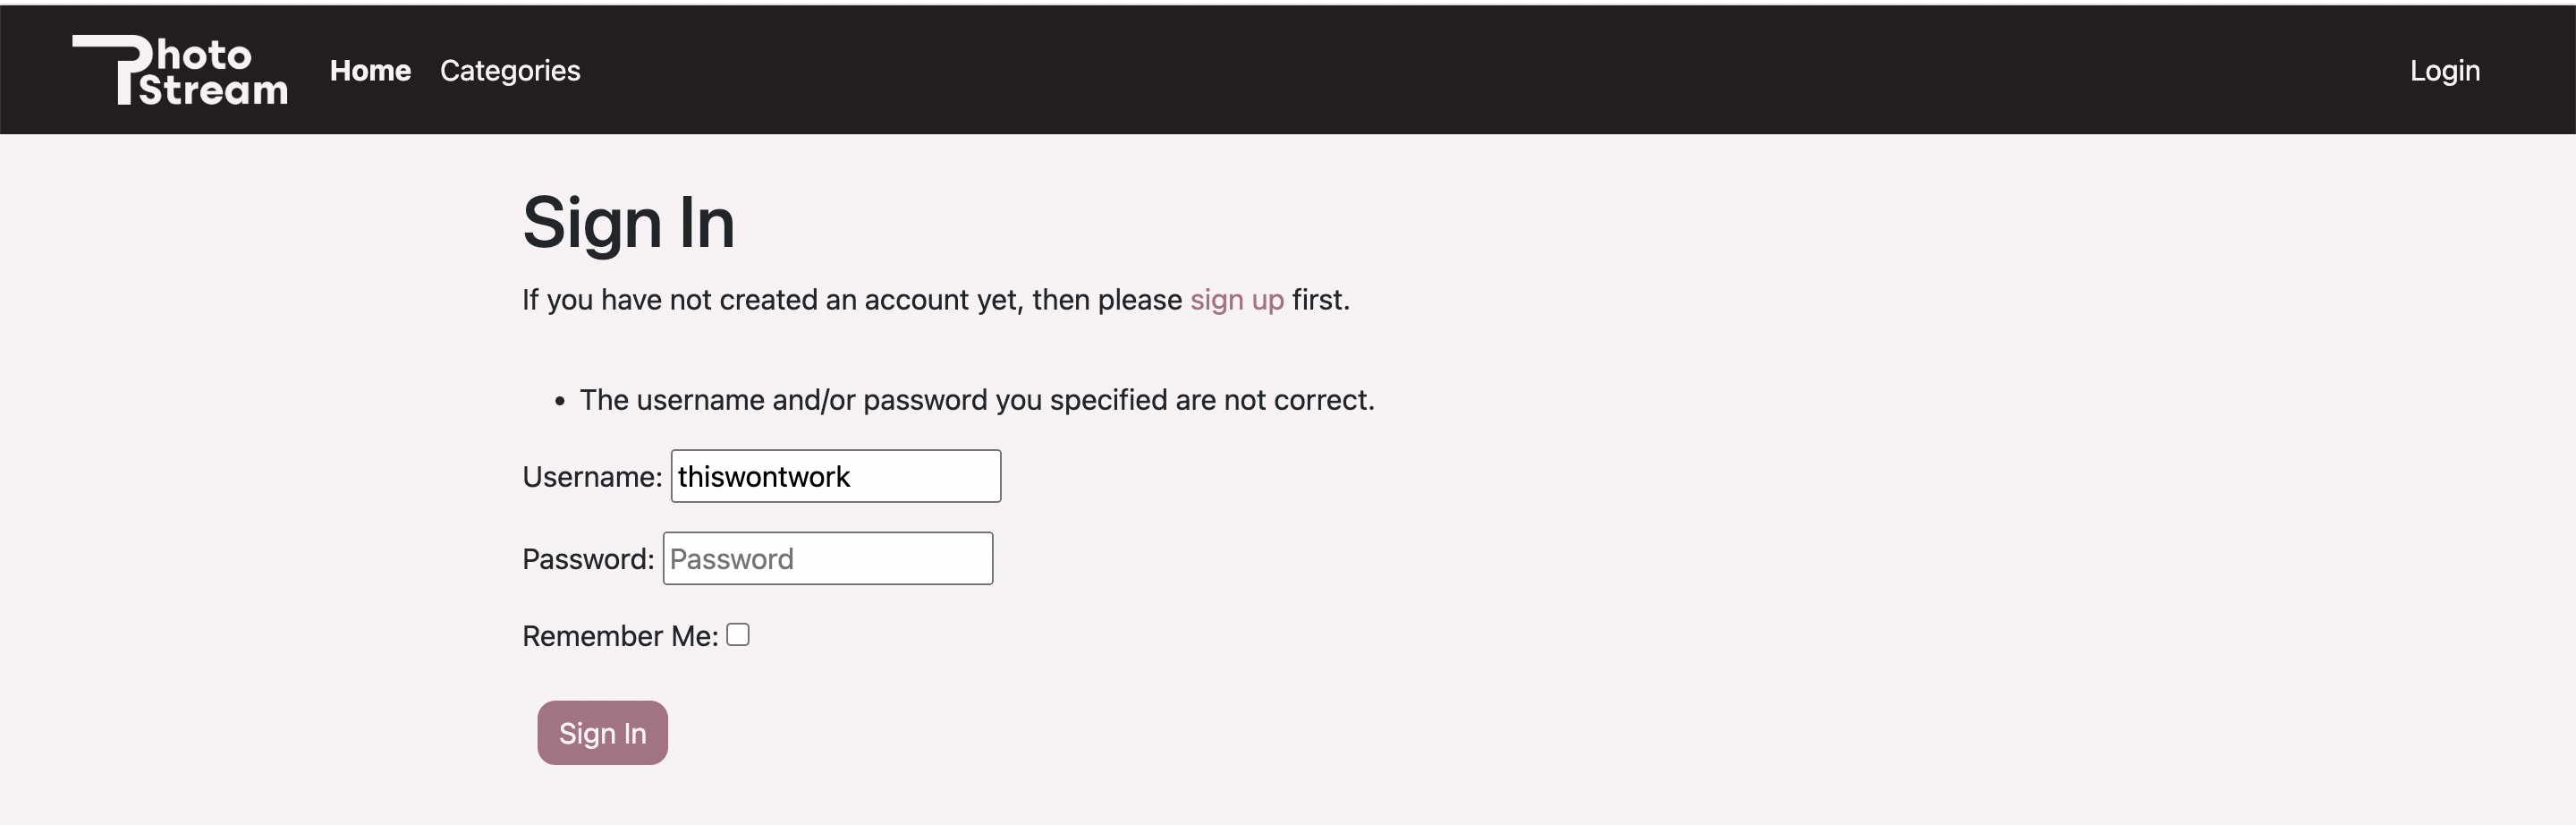 Photo
Stream
Home
Categories
Login
Sign In
If you have not created an account yet, then please sign up first.
• The username and/or password you specified are not correct.
Username: thiswontwork
Password: Password
Remember Me:
Sign In